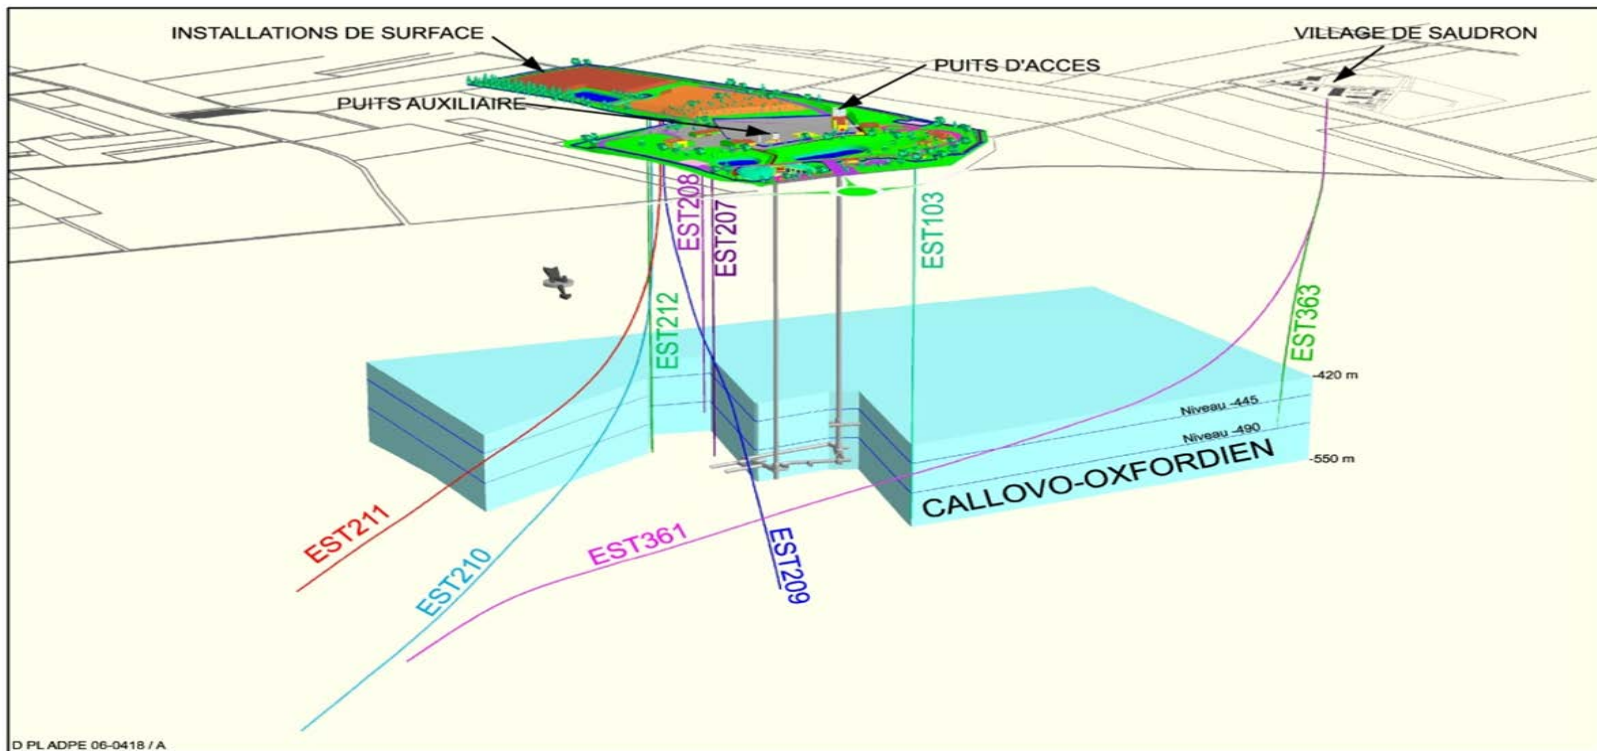 INSTALLATIONS DE SURFACE
VILLAGE DE SAUDRON
PUITS D'ACCES
PUITS AUXILIAIRE
EST208
EST207
EST103
EST212
EST363
-420 m
Niveau -445
Niveau -490
-550 m
CALLOVO-OXFORDIEN
EST211
EST210
EST361
EST209
D PL ADPE 06-0418 / A